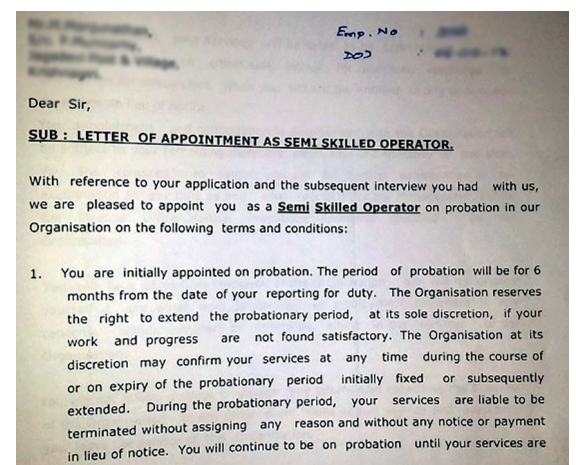 Emp. No :
DOJ :
Dear Sir,
SUB : LETTER OF APPOINTMENT AS SEMI SKILLED OPERATOR.
With reference to your application and the subsequent interview you had with us,
we are pleased to appoint you as a Semi Skilled Operator on probation in our
Organisation on the following terms and conditions:
1. You are initially appointed on probation. The period of probation will be for 6
months from the date of your reporting for duty. The Organisation reserves
the right to extend the probationary period, at its sole discretion, if your
work and progress are not found satisfactory. The Organisation at its
discretion may confirm your services at any time during the course of
or on expiry of the probationary period initially fixed or subsequently
extended. During the probationary period, your services are liable to be
terminated without assigning any reason and without any notice or payment
in lieu of notice. You will continue to be on probation until your services are